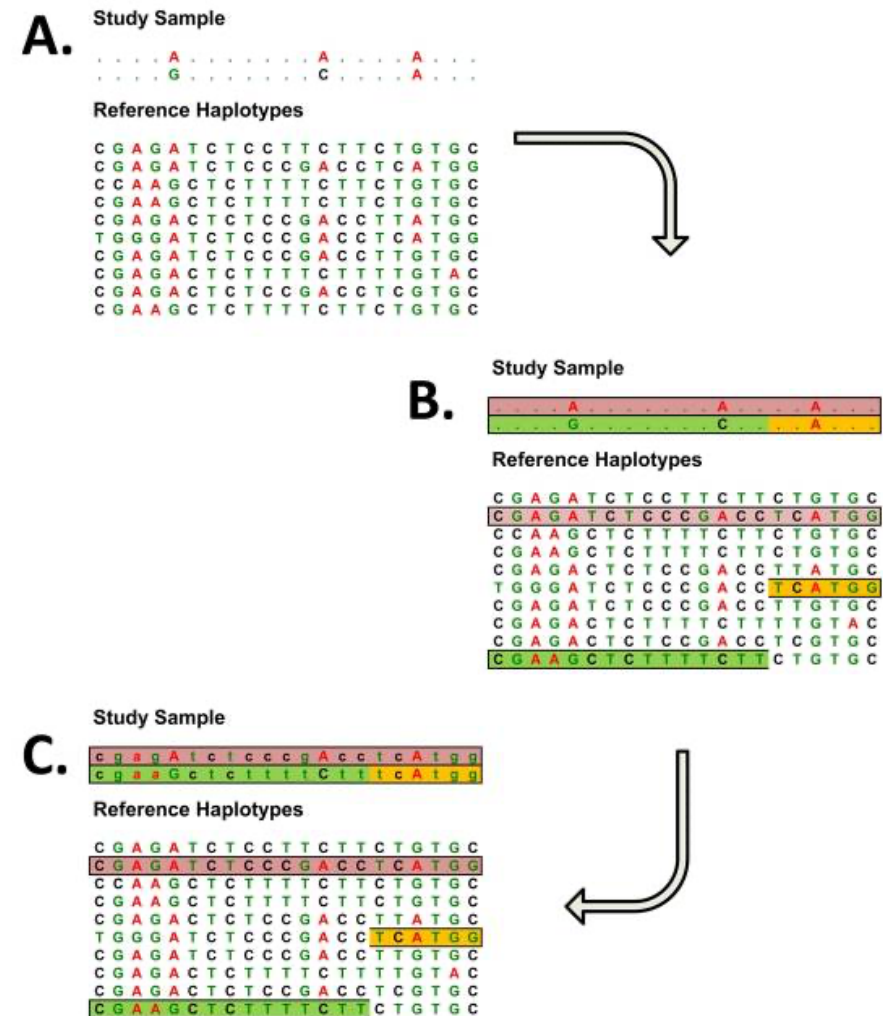 A.
Study Sample
. . . . A . . . . . . . A . . . . A . . .
. . . . G . . . . . . . C . . . . A . . .
Reference Haplotypes
C G A G A T C T C C T T C T T C T G T G C
C G A G A T C T C C C G A C C T C A T G G
C C A A G C T C T T T T C T T C T G T G C
C G A A G C T C T T T T C T T C T G T G C
C G A G A C T C T C C G A C C T T A T G C
T G G G A T C T C C C G A C C T C A T G G
C G A G A T C T C C C G A C C T T G T G C
C G A G A C T C T T T T C T T T T G T A C
C G A G A C T C T C C G A C C T C G T G C
C G A A G C T C T T T T C T T C T G T G C
B.
Study Sample
. . . . A . . . . . . . A . . . . A . . .
. . . . G . . . . . . . C . . . . A . . .
Reference Haplotypes
C G A G A T C T C C T T C T T C T G T G C
C G A G A T C T C C C G A C C T C A T G G
C C A A G C T C T T T T C T T C T G T G C
C G A A G C T C T T T T C T T C T G T G C
C G A G A C T C T C C G A C C T T A T G C
T G G G A T C T C C C G A C C T C A T G G
C G A G A T C T C C C G A C C T T G T G C
C G A G A C T C T T T T C T T T T G T A C
C G A G A C T C T C C G A C C T C G T G C
C G A A G C T C T T T T C T T C T G T G C
C.
Study Sample
c g a g A t c t c c c g A c c t c A t g g
c g a a G c t c t t t t C t t t c A t g g
Reference Haplotypes
C G A G A T C T C C T T C T T C T G T G C
C G A G A T C T C C C G A C C T C A T G G
C C A A G C T C T T T T C T T C T G T G C
C G A A G C T C T T T T C T T C T G T G C
C G A G A C T C T C C G A C C T T A T G C
T G G G A T C T C C C G A C C T C A T G G
C G A G A T C T C C C G A C C T T G T G C
C G A G A C T C T T T T C T T T T G T A C
C G A G A C T C T C C G A C C T C G T G C
C G A A G C T C T T T T C T T C T G T G C